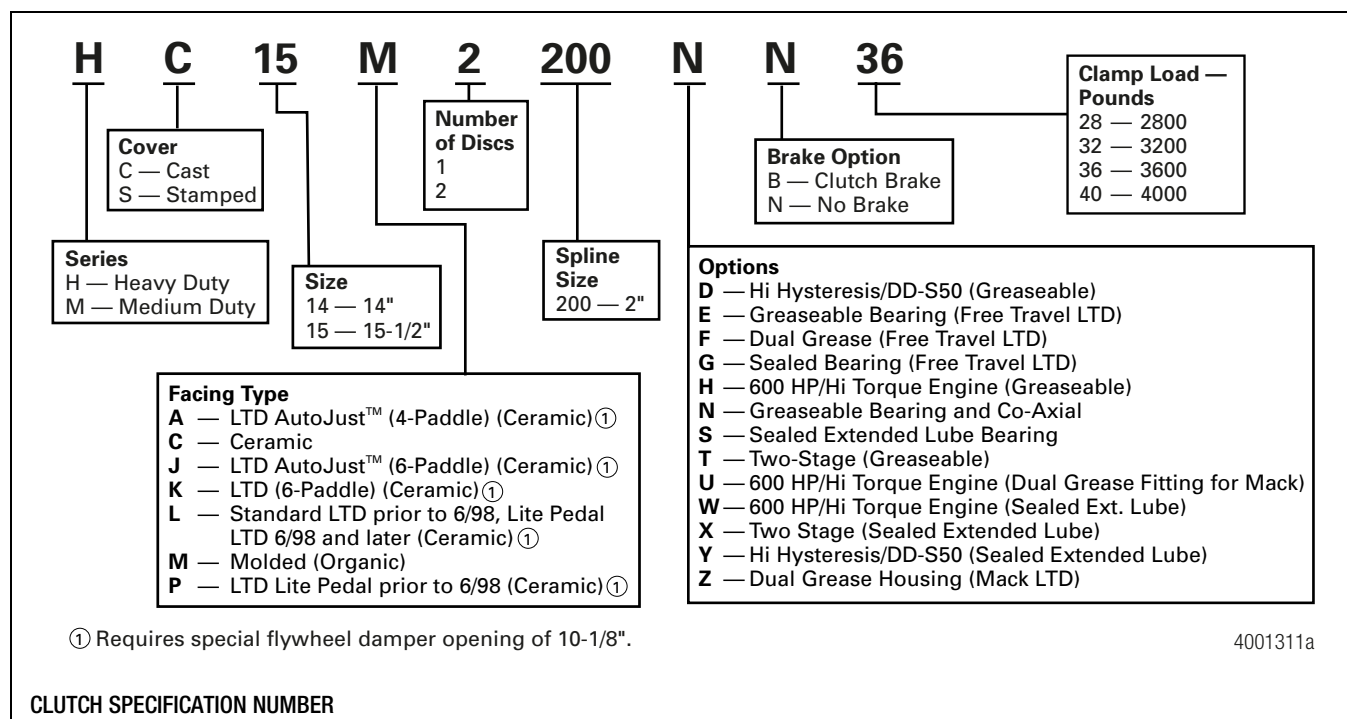 H C 15 M 2 200 N N 36
Clamp Load —
Pounds
28 — 2800
32 — 3200
36 — 3600
40 — 4000
Number
of Discs
1
2
Cover
C — Cast
S — Stamped
Brake Option
B — Clutch Brake
N — No Brake
Series
H — Heavy Duty
M — Medium Duty
Size
14 — 14"
15 — 15-1/2"
Spline
Size
200 — 2"
Options
D — Hi Hysteresis/DD-S50 (Greaseable)
E — Greaseable Bearing (Free Travel LTD)
F — Dual Grease (Free Travel LTD)
G — Sealed Bearing (Free Travel LTD)
H — 600 HP/Hi Torque Engine (Greaseable)
N — Greaseable Bearing and Co-Axial
S — Sealed Extended Lube Bearing
T — Two-Stage (Greaseable)
U — 600 HP/Hi Torque Engine (Dual Grease Fitting for Mack)
W — 600 HP/Hi Torque Engine (Sealed Ext. Lube)
X — Two Stage (Sealed Extended Lube)
Y — Hi Hysteresis/DD-S50 (Sealed Extended Lube)
Z — Dual Grease Housing (Mack LTD)
Facing Type
A — LTD AutoJust™ (4-Paddle) (Ceramic) ①
C — Ceramic
J — LTD AutoJust™ (6-Paddle) (Ceramic) ①
K — LTD (6-Paddle) (Ceramic) ①
L — Standard LTD prior to 6/98, Lite Pedal
LTD 6/98 and later (Ceramic) ①
M — Molded (Organic)
P — LTD Lite Pedal prior to 6/98 (Ceramic) ①
① Requires special flywheel damper opening of 10-1/8".
4001311a
CLUTCH SPECIFICATION NUMBER